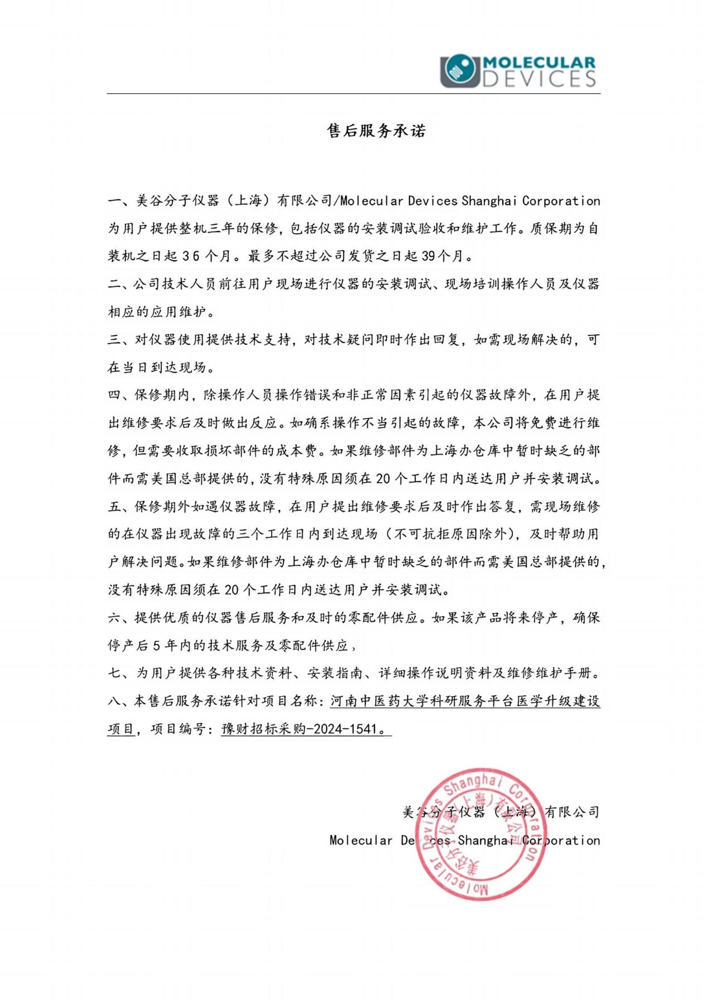 MOLECULAR
DEVICES
售后服务承诺
一、美谷分子仪器（上海）有限公司/Molecular Devices Shanghai Corporation
为用户提供整机三年的保修，包括仪器的安装调试验收和维护工作。质保期为自
装机之日起 36 个月。最多不超过公司发货之日起 39 个月。
二、公司技术人员前往用户现场进行仪器的安装调试、现场培训操作人员及仪器
相应的应用维护。
三、对仪器使用提供技术支持，对技术疑问即时作出回复，如需现场解决的，可
在当日到达现场。
四、保修期内，除操作人员操作错误和非正常因素引起的仪器故障外，在用户提
出维修要求后及时做出反应。如确系操作不当引起的故障，本公司将免费进行维
修，但需要收取损坏部件的成本费。如果维修部件为上海办仓库中暂时缺乏的部
件而需美国总部提供的，没有特殊原因须在 20 个工作日内送达用户并安装调试。
五、保修期外如遇仪器故障，在用户提出维修要求后及时作出答复，需现场维修
的在仪器出现故障的三个工作日内到达现场（不可抗拒原因除外），及时帮助用
户解决问题。如果维修部件为上海办仓库中暂时缺乏的部件而需美国总部提供的，
没有特殊原因须在 20 个工作日内送达用户并安装调试。
六、提供优质的仪器售后服务和及时的零配件供应。如果该产品将来停产，确保
停产后 5 年内的技术服务及零配件供应，
七、为用户提供各种技术资料、安装指南、详细操作说明资料及维修维护手册。
八、本售后服务承诺针对项目名称：河南中医药大学科研服务平台医学升级建设
项目，项目编号：豫财招标采购-2024-1541。
美谷分子仪器（上海）有限公司
Molecular Devices Shanghai Corporation
Molecular Devices Shanghai Corporation
美谷分子仪器(上海)有限公司